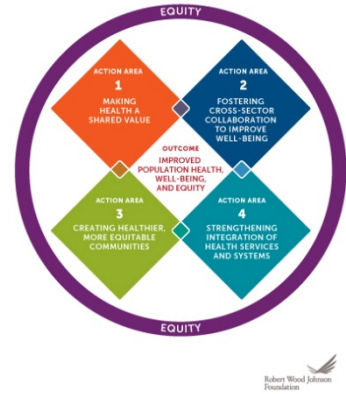 EQUITY
ACTION AREA
1
MAKING
HEALTH A
SHARED VALUE
ACTION AREA
2
FOSTERING
CROSS-SECTOR
COLLABORATION
TO IMPROVE
WELL-BEING
OUTCOME
IMPROVED
POPULATION HEALTH,
WELL-BEING,
AND EQUITY
ACTION AREA
3
CREATING HEALTHIER,
MORE EQUITABLE
COMMUNITIES
ACTION AREA
4
STRENGTHENING
INTEGRATION OF
HEALTH SERVICES
AND SYSTEMS
EQUITY
Robert Wood Johnson
Foundation